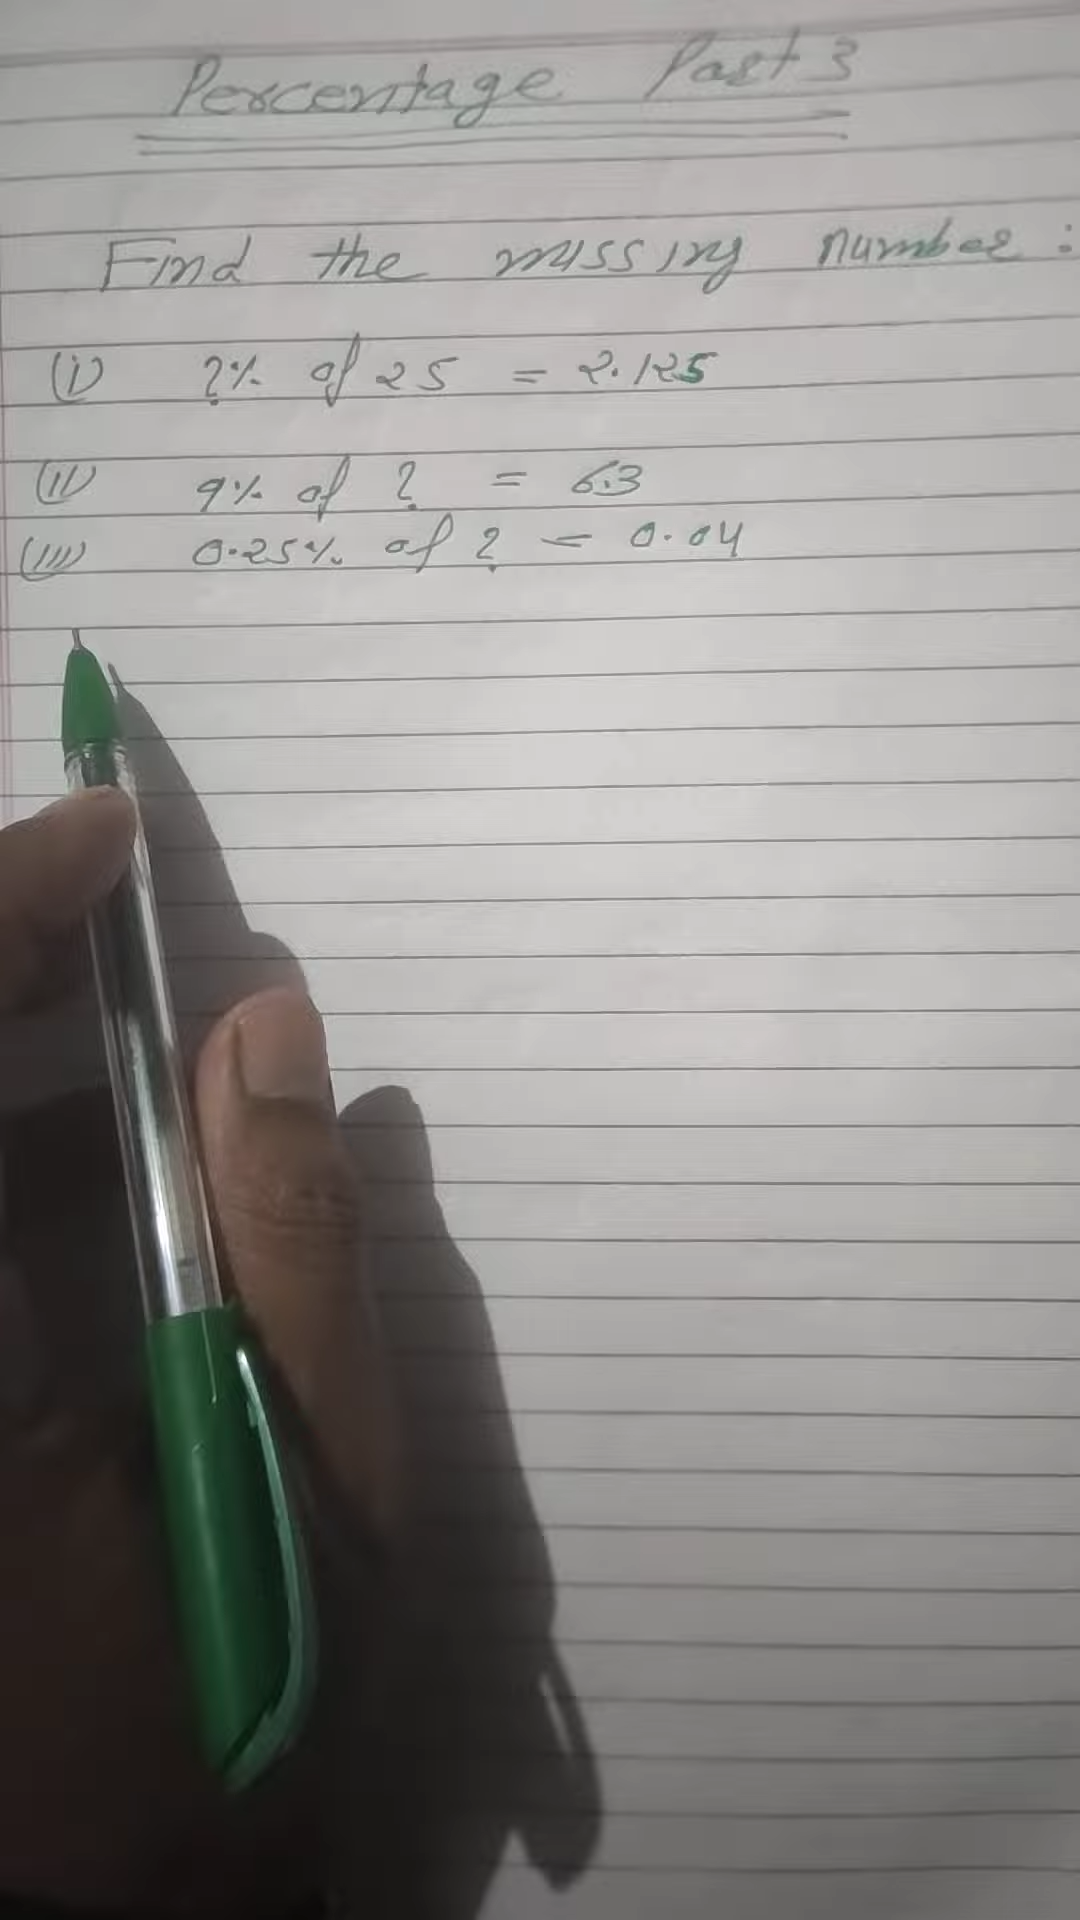 Percentage Part 3
Find the missing number :
(i) ?% of 25 = 2.125
(ii) 9% of ? = 6.3
(iii) 0.25% of ? = 0.04